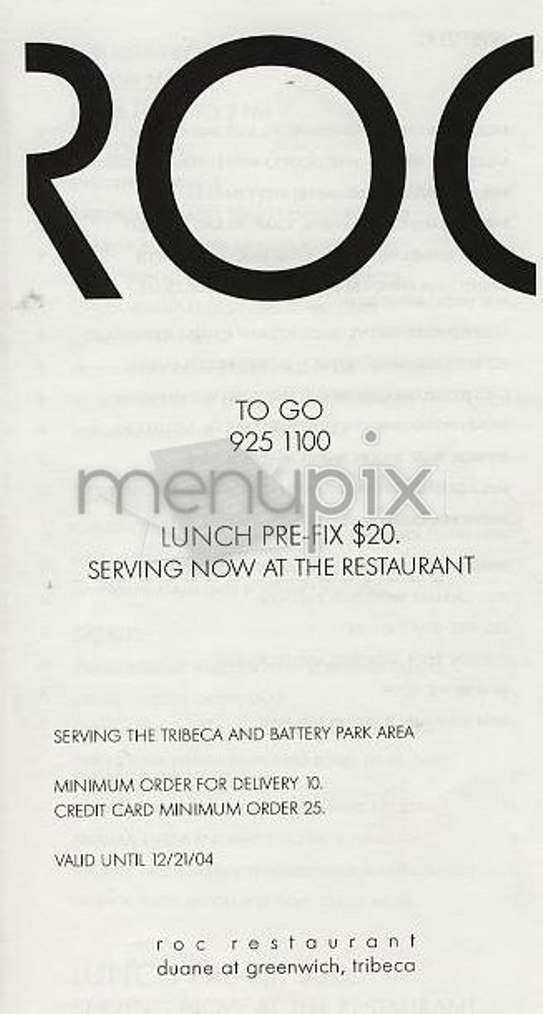 ROC
TO GO
925 1100
menupix
LUNCH PRE-FIX $20.
SERVING NOW AT THE RESTAURANT
SERVING THE TRIBECA AND BATTERY PARK AREA
MINIMUM ORDER FOR DELIVERY 10.
CREDIT CARD MINIMUM ORDER 25.
VALID UNTIL 12/21/04
roc restaurant
duane at greenwich, tribeca